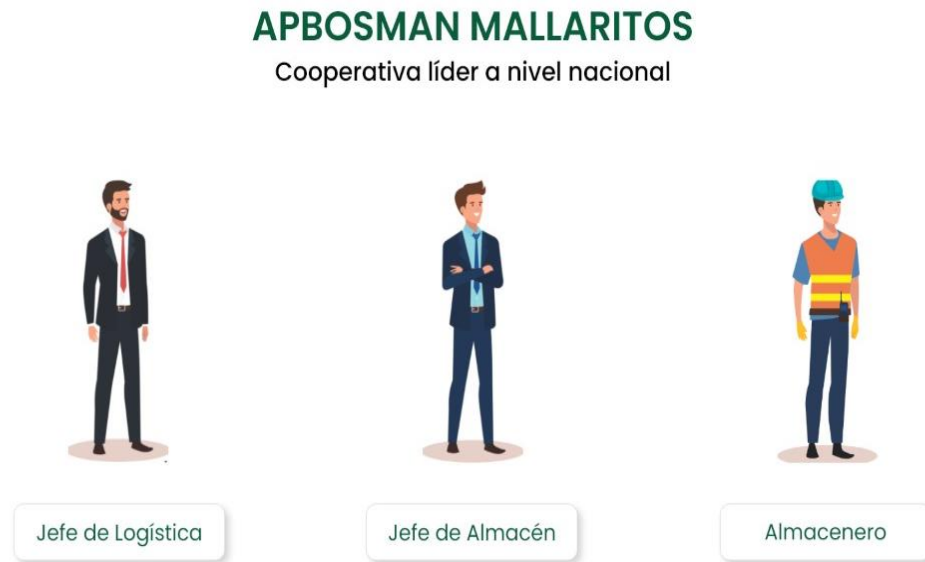 APBOSMAN MALLARITOS
Cooperativa líder a nivel nacional
Jefe de Logística
Jefe de Almacén
Almacenero